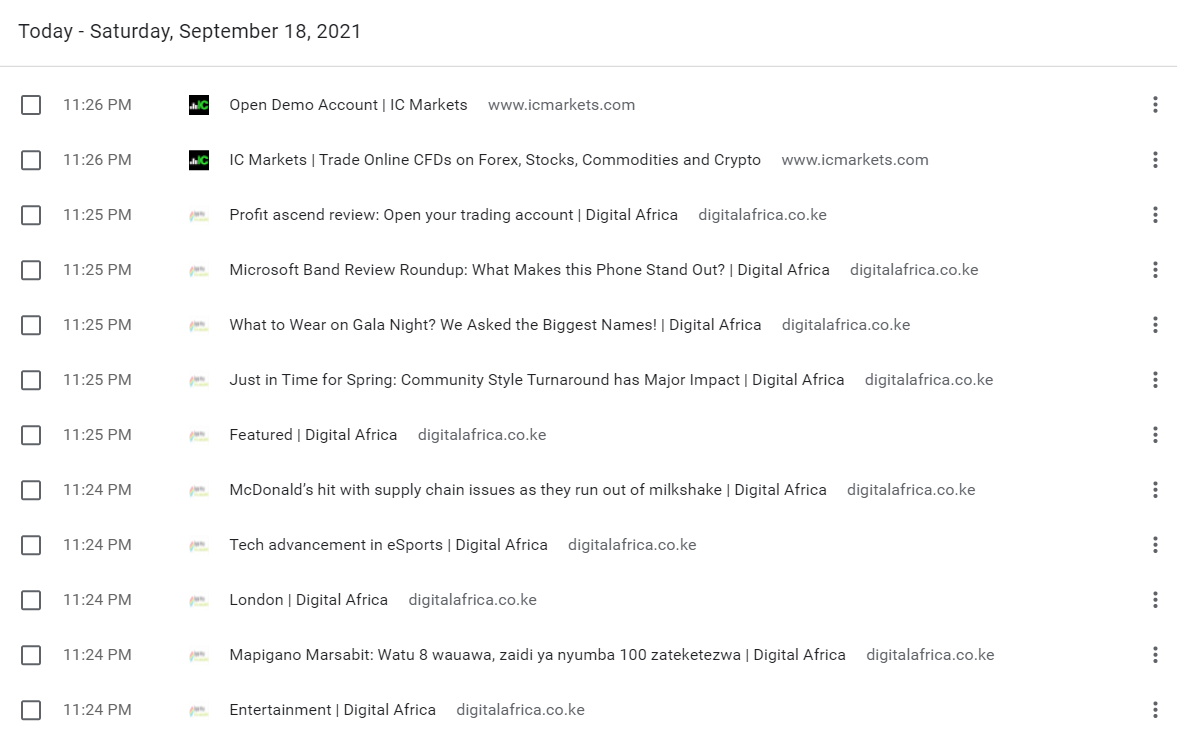 Today - Saturday, September 18, 2021
11:26 PM IC Open Demo Account | IC Markets www.icmarkets.com
11:26 PM IC IC Markets | Trade Online CFDs on Forex, Stocks, Commodities and Crypto www.icmarkets.com
11:25 PM Profit ascend review: Open your trading account | Digital Africa digitalafrica.co.ke
11:25 PM Microsoft Band Review Roundup: What Makes this Phone Stand Out? | Digital Africa digitalafrica.co.ke
11:25 PM What to Wear on Gala Night? We Asked the Biggest Names! | Digital Africa digitalafrica.co.ke
11:25 PM Just in Time for Spring: Community Style Turnaround has Major Impact | Digital Africa digitalafrica.co.ke
11:25 PM Featured | Digital Africa digitalafrica.co.ke
11:24 PM McDonald’s hit with supply chain issues as they run out of milkshake | Digital Africa digitalafrica.co.ke
11:24 PM Tech advancement in eSports | Digital Africa digitalafrica.co.ke
11:24 PM London | Digital Africa digitalafrica.co.ke
11:24 PM Mapigano Marsabit: Watu 8 wauawa, zaidi ya nyumba 100 zateketezwa | Digital Africa digitalafrica.co.ke
11:24 PM Entertainment | Digital Africa digitalafrica.co.ke